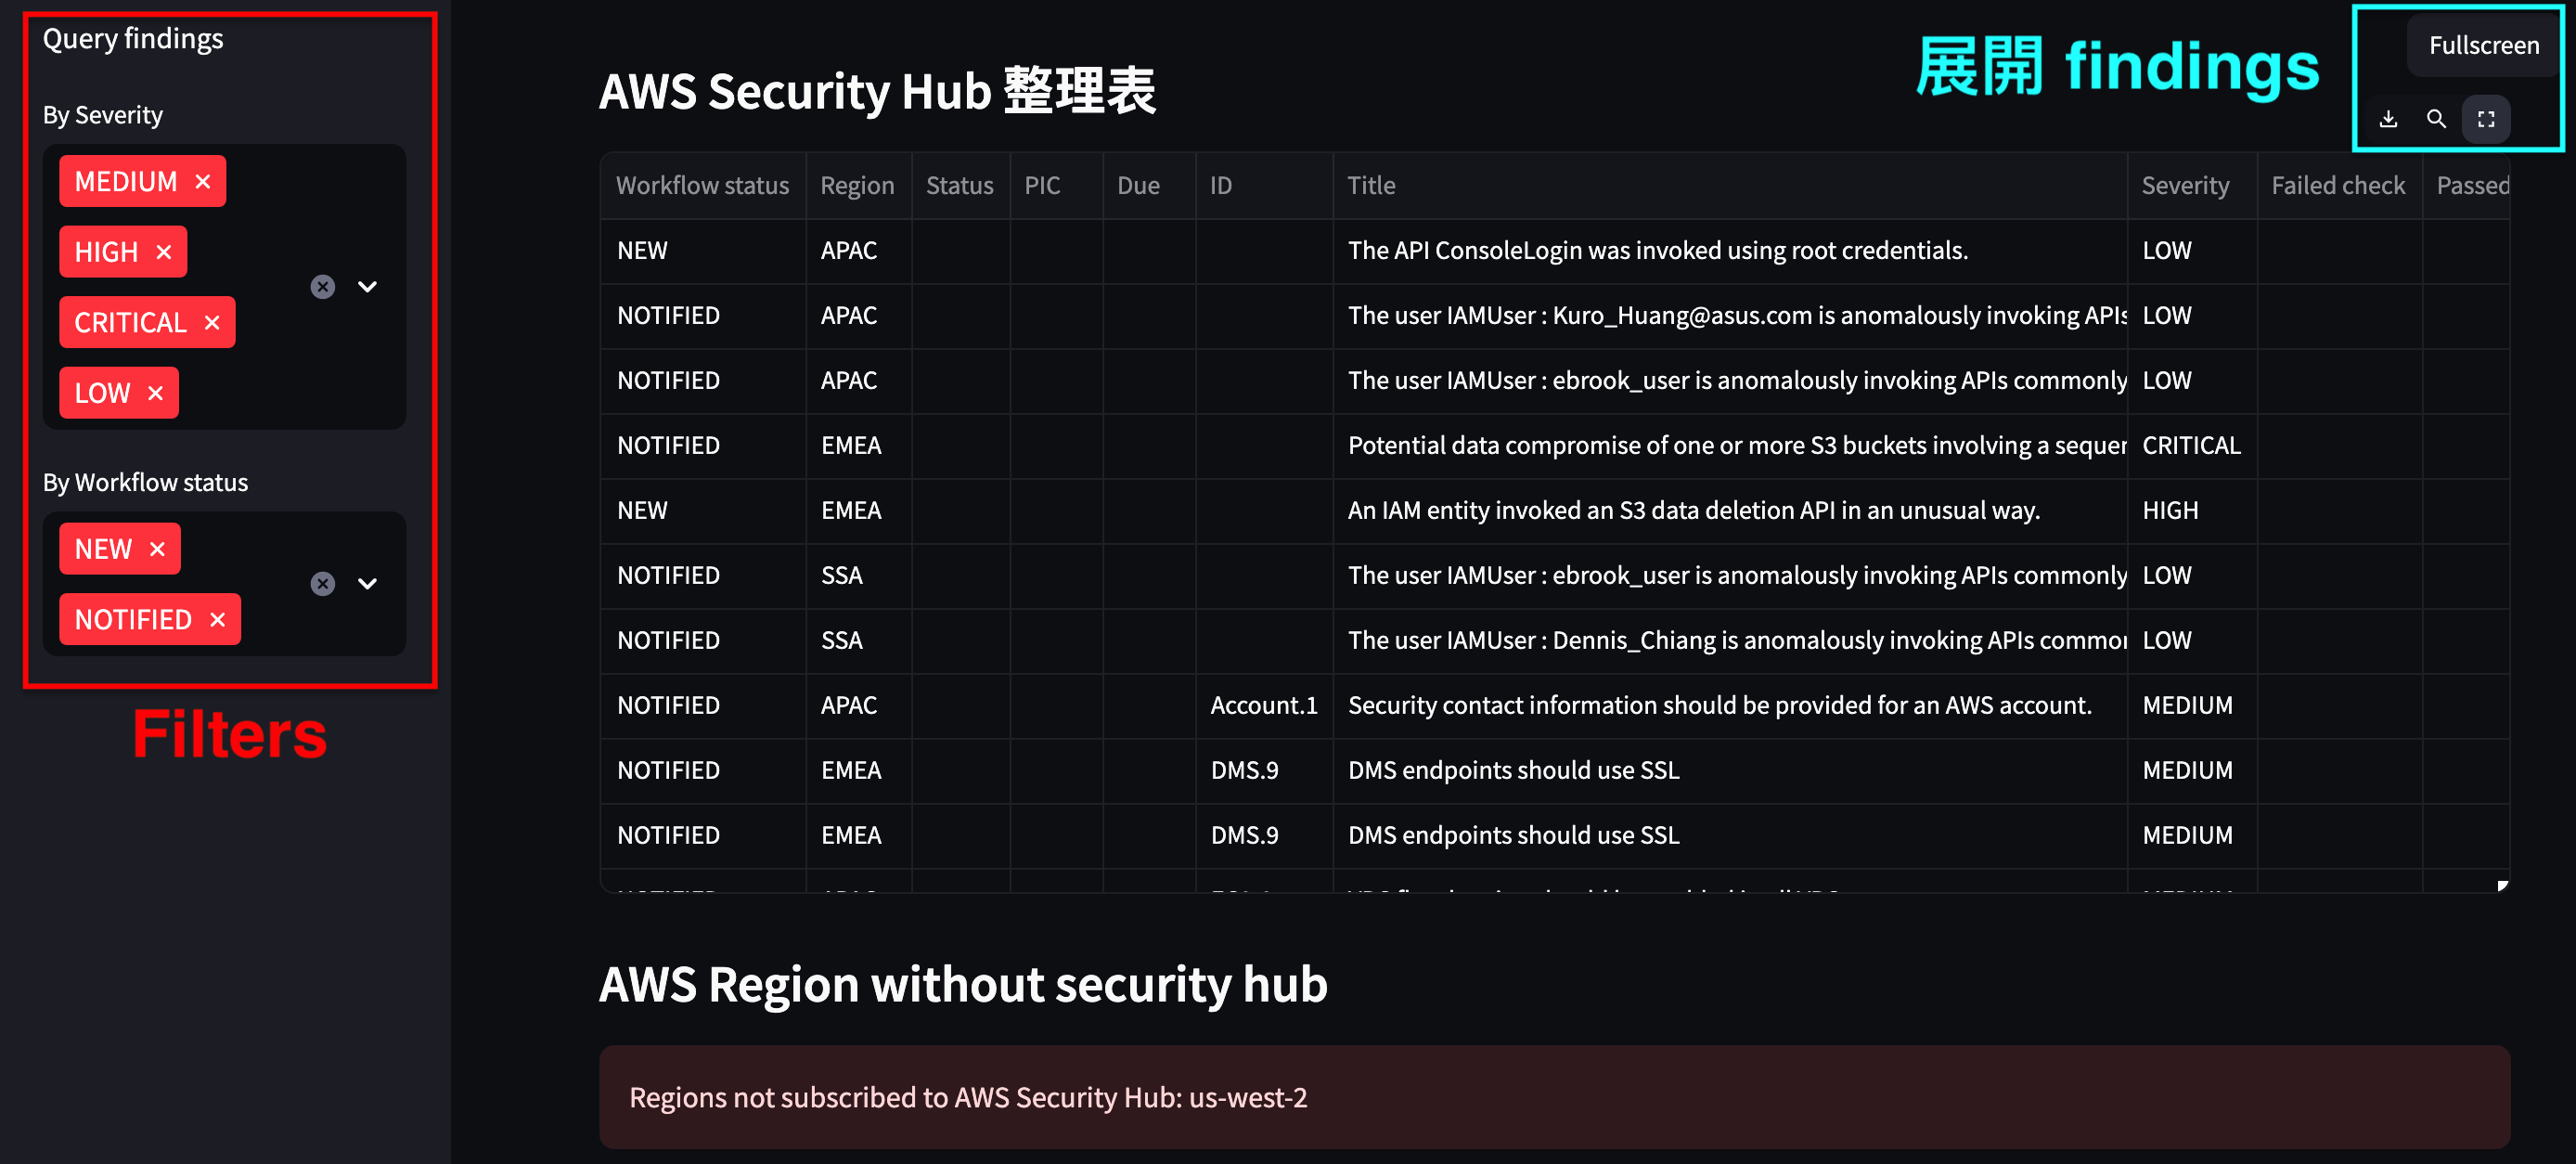 Query findings
By Severity
MEDIUM
HIGH
CRITICAL
LOW
By Workflow status
NEW
NOTIFIED
Filters
AWS Security Hub 整理表
展開 findings
Fullscreen
Workflow status Region Status PIC Due ID Title Severity Failed check Passed
NEW APAC The API ConsoleLogin was invoked using root credentials. LOW
NOTIFIED APAC The user IAMUser : Kuro_Huang@asus.com is anomalously invoking APIs LOW
NOTIFIED APAC The user IAMUser : ebrook_user is anomalously invoking APIs commonly LOW
NOTIFIED EMEA Potential data compromise of one or more S3 buckets involving a sequen CRITICAL
NEW EMEA An IAM entity invoked an S3 data deletion API in an unusual way. HIGH
NOTIFIED SSA The user IAMUser : ebrook_user is anomalously invoking APIs commonly LOW
NOTIFIED SSA The user IAMUser : Dennis_Chiang is anomalously invoking APIs common LOW
NOTIFIED APAC Account.1 Security contact information should be provided for an AWS account. MEDIUM
NOTIFIED EMEA DMS.9 DMS endpoints should use SSL MEDIUM
NOTIFIED EMEA DMS.9 DMS endpoints should use SSL MEDIUM
AWS Region without security hub
Regions not subscribed to AWS Security Hub: us-west-2